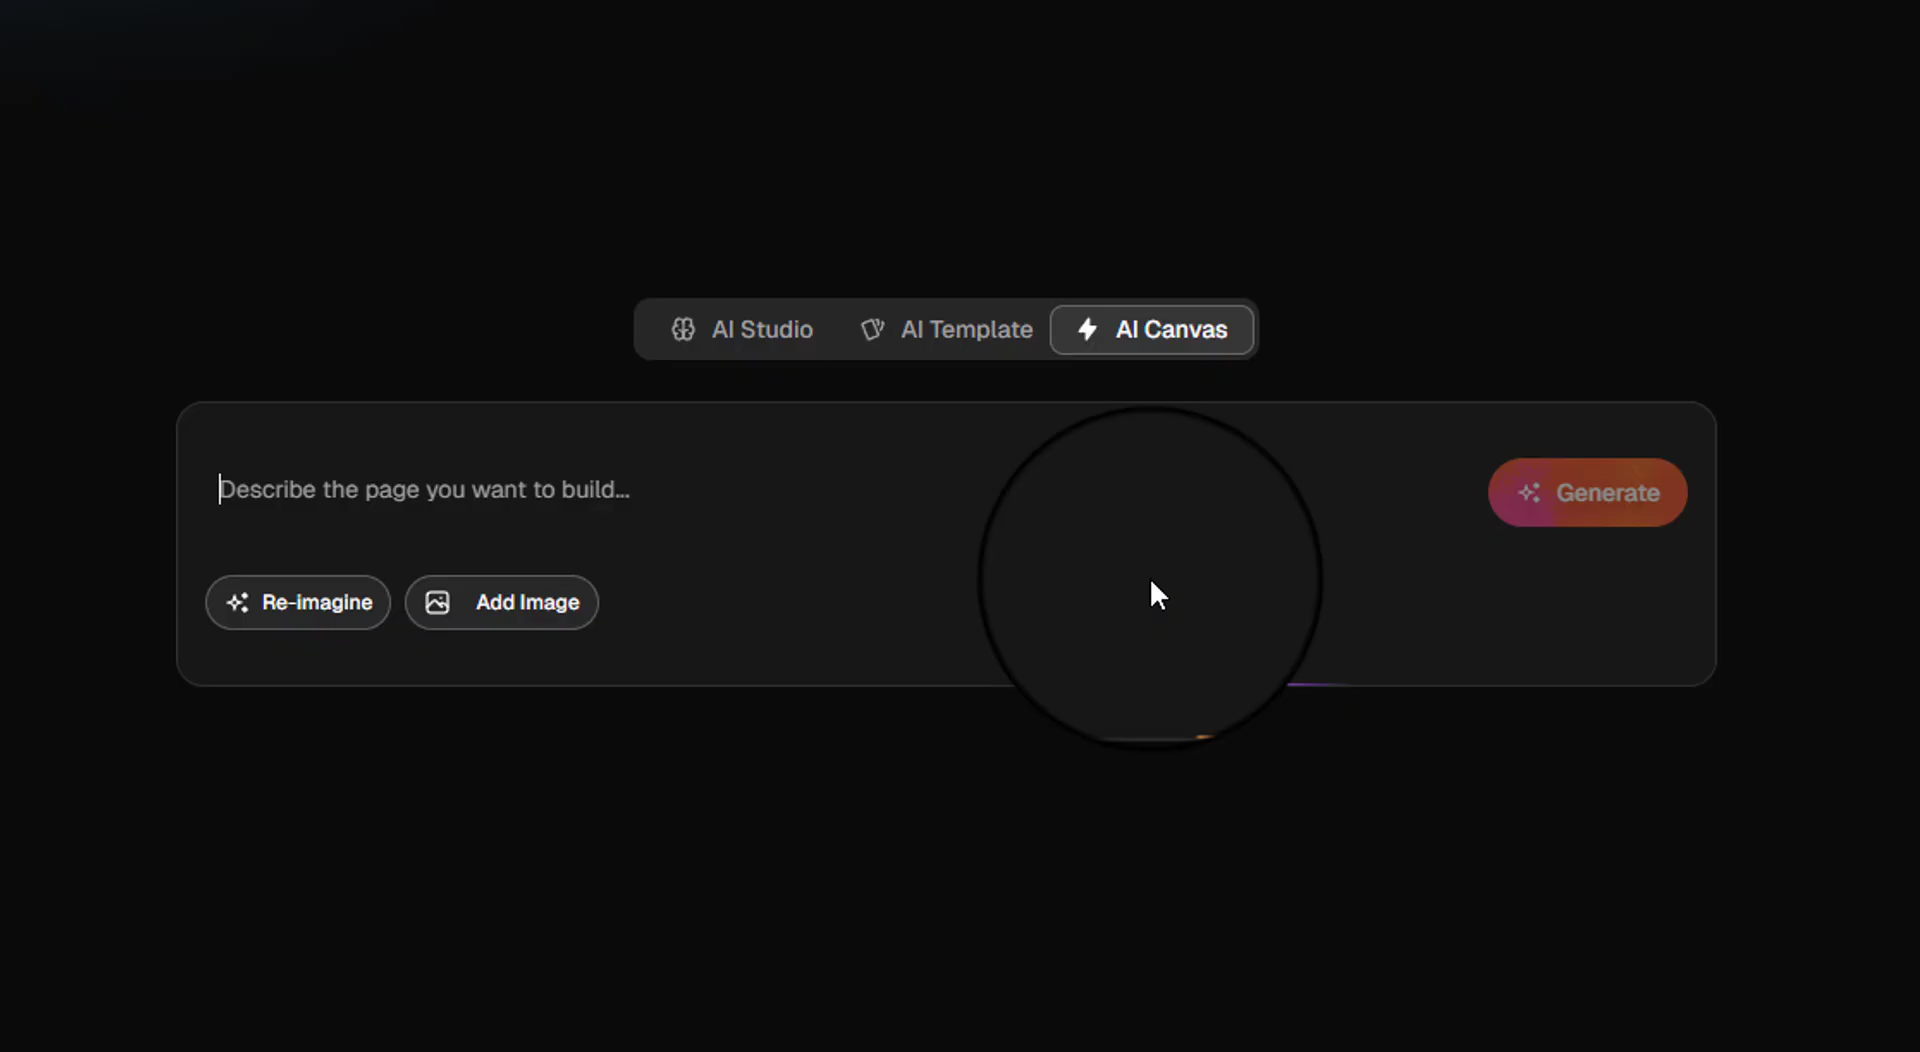 AI Studio AI Template AI Canvas
Describe the page you want to build...
Generate
Re-imagine Add Image